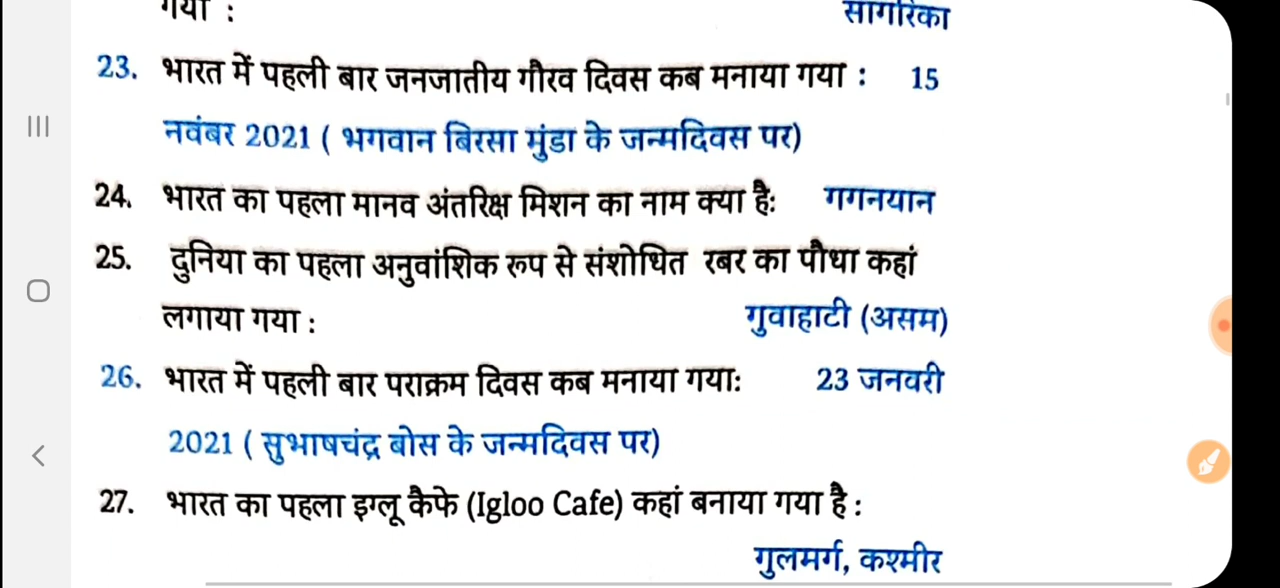 गया : सागरिका
23. भारत में पहली बार जनजातीय गौरव दिवस कब मनाया गया : 15
नवंबर 2021 ( भगवान बिरसा मुंडा के जन्मदिवस पर)
24. भारत का पहला मानव अंतरिक्ष मिशन का नाम क्या है: गगनयान
25. दुनिया का पहला अनुवांशिक रूप से संशोधित रबर का पौधा कहां
लगाया गया : गुवाहाटी (असम)
26. भारत में पहली बार पराक्रम दिवस कब मनाया गया: 23 जनवरी
2021 ( सुभाषचंद्र बोस के जन्मदिवस पर)
27. भारत का पहला इग्लू कैफे (Igloo Cafe) कहां बनाया गया है :
गुलमर्ग, कश्मीर